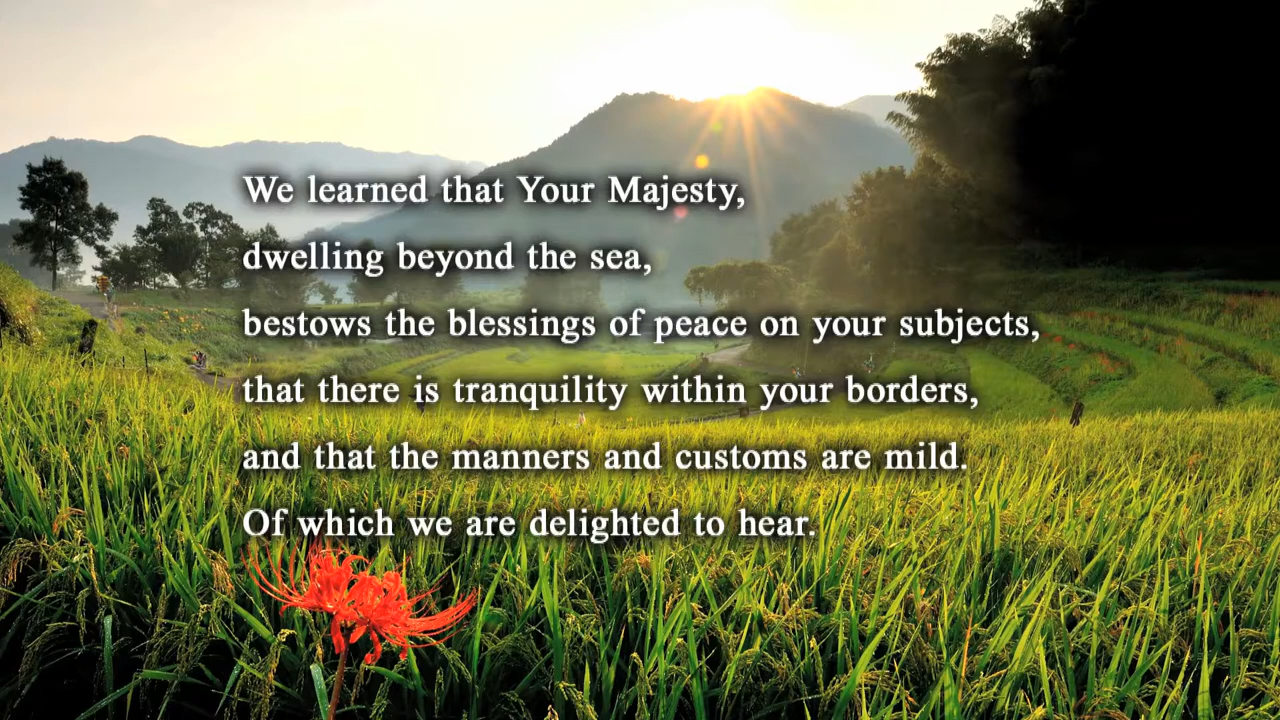 We learned that Your Majesty,
dwelling beyond the sea,
bestows the blessings of peace on your subjects,
that there is tranquility within your borders,
and that the manners and customs are mild.
Of which we are delighted to hear.